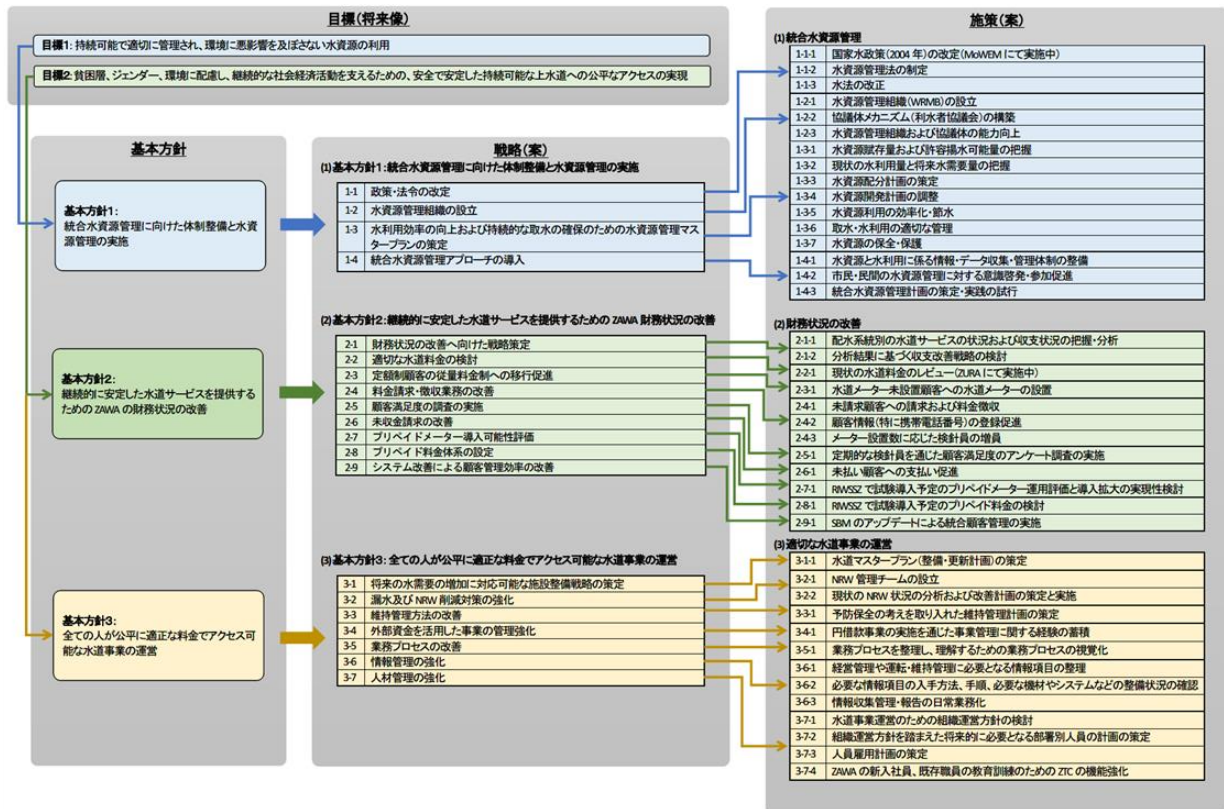 目標(将来像)
目標1: 持続可能で適切に管理され、環境に悪影響を及ぼさない水資源の利用
目標2: 貧困層、ジェンダー、環境に配慮し、継続的な社会経済活動を支えるための、安全で安定した持続可能な上水道への公平なアクセスの実現
基本方針
基本方針1:
統合水資源管理に向けた体制整備と水資
源管理の実施
基本方針2:
継続的に安定した水道サービスを提供する
ための ZAWA の財務状況の改善
基本方針3:
全ての人が公平に適正な料金でアクセス可
能な水道事業の運営
戦略(案)
(1)基本方針1:統合水資源管理に向けた体制整備と水資源管理の実施
1-1 政策・法令の改定
1-2 水資源管理組織の設立
1-3 水利用効率の向上および持続的な取水の確保のための水資源管理マス
タープランの策定
1-4 統合水資源管理アプローチの導入
(2)基本方針2:継続的に安定した水道サービスを提供するための ZAWA 財務状況の改善
2-1 財務状況の改善へ向けた戦略策定
2-2 適切な水道料金の検討
2-3 定額制顧客の従量料金制への移行促進
2-4 料金請求・徴収業務の改善
2-5 顧客満足度の調査の実施
2-6 未収金請求の改善
2-7 プリペイドメーター導入可能性評価
2-8 プリペイド料金体系の設定
2-9 システム改善による顧客管理効率の改善
(3)基本方針3: 全ての人が公平に適正な料金でアクセス可能な水道事業の運営
3-1 将来の水需要の増加に対応可能な施設整備戦略の策定
3-2 漏水及び NRW 削減対策の強化
3-3 維持管理方法の改善
3-4 外部資金を活用した事業の管理強化
3-5 業務プロセスの改善
3-6 情報管理の強化
3-7 人材管理の強化
施策(案)
(1)統合水資源管理
1-1-1 国家水政策(2004 年)の改定(MoWEM にて実施中)
1-1-2 水資源管理法の制定
1-1-3 水法の改正
1-2-1 水資源管理組織(WRMB)の設立
1-2-2 協議体メカニズム(利水者協議会)の構築
1-2-3 水資源管理組織および協議体の能力向上
1-3-1 水資源賦存量および許容揚水可能量の把握
1-3-2 現状の水利用量と将来水需要量の把握
1-3-3 水資源配分計画の策定
1-3-4 水資源開発計画の調整
1-3-5 水資源利用の効率化・節水
1-3-6 取水・水利用の適切な管理
1-3-7 水資源の保全・保護
1-4-1 水資源と水利用に係る情報・データ収集・管理体制の整備
1-4-2 市民・民間の水資源管理に対する意識啓発・参加促進
1-4-3 統合水資源管理計画の策定・実践の試行
(2)財務状況の改善
2-1-1 配水系統別の水道サービスの状況および収支状況の把握・分析
2-1-2 分析結果に基づく収支改善戦略の検討
2-2-1 現状の水道料金のレビュー(ZURA にて実施中)
2-3-1 水道メーター未設置顧客への水道メーターの設置
2-4-1 未請求顧客への請求および料金徴収
2-4-2 顧客情報(特に携帯電話番号)の登録促進
2-4-3 メーター設置数に応じた検針員の増員
2-5-1 定期的な検針員を通じた顧客満足度のアンケート調査の実施
2-6-1 未払い顧客への支払い促進
2-7-1 RIWSSZ で試験導入予定のプリペイドメーター運用評価と導入拡大の実現性検討
2-8-1 RIWSSZ で試験導入予定のプリペイド料金の検討
2-9-1 SBM のアップデートによる統合顧客管理の実施
(3)適切な水道事業の運営
3-1-1 水道マスタープラン(整備・更新計画)の策定
3-2-1 NRW 管理チームの設立
3-2-2 現状の NRW 状況の分析および改善計画の策定と実施
3-3-1 予防保全の考えを取り入れた維持管理計画の策定
3-4-1 円借款事業の実施を通じた事業管理に関する経験の蓄積
3-5-1 業務プロセスを整理し、理解するための業務プロセスの視覚化
3-6-1 経営管理や運転・維持管理に必要となる情報項目の整理
3-6-2 必要な情報項目の入手方法、手順、必要な機材やシステムなどの整備状況の確認
3-6-3 情報収集管理・報告の日常業務化
3-7-1 水道事業運営のための組織運営方針の検討
3-7-2 組織運営方針を踏まえた将来的に必要となる部署別人員の計画の策定
3-7-3 人員雇用計画の策定
3-7-4 ZAWA の新入社員、既存職員の教育訓練のための ZTC の機能強化